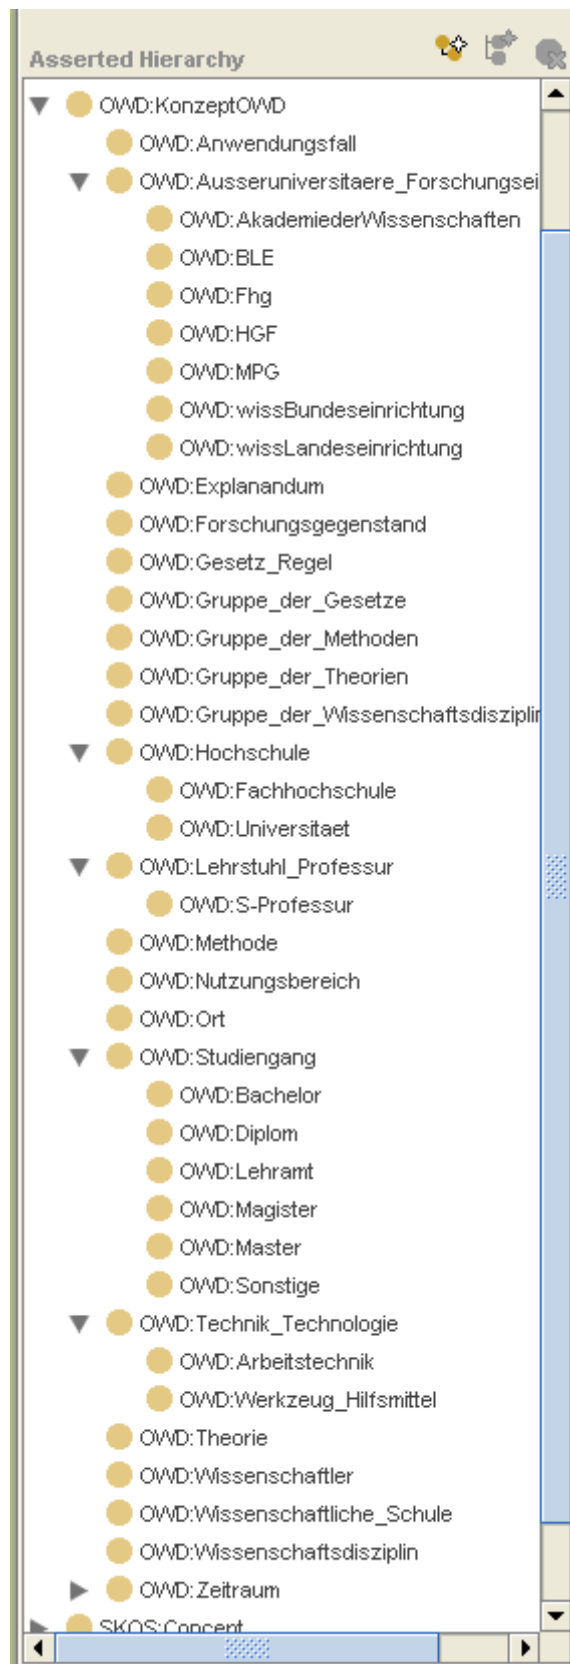 Asserted Hierarchy
OWD:KonzeptOWD
OWD:Anwendungsfall
OWD:Ausseruniversitaere_Forschungsei
OWD:AkademiederWissenschaften
OWD:BLE
OWD:Fhg
OWD:HGF
OWD:MPG
OWD:wissBundeseinrichtung
OWD:wissLandeseinrichtung
OWD:Explanandum
OWD:Forschungsgegenstand
OWD:Gesetz_Regel
OWD:Gruppe_der_Gesetze
OWD:Gruppe_der_Methoden
OWD:Gruppe_der_Theorien
OWD:Gruppe_der_Wissenschaftsdisziplin
OWD:Hochschule
OWD:Fachhochschule
OWD:Universitaet
OWD:Lehrstuhl_Professur
OWD:S-Professur
OWD:Methode
OWD:Nutzungsbereich
OWD:Ort
OWD:Studiengang
OWD:Bachelor
OWD:Diplom
OWD:Lehramt
OWD:Magister
OWD:Master
OWD:Sonstige
OWD:Technik_Technologie
OWD:Arbeitstechnik
OWD:Werkzeug_Hilfsmittel
OWD:Theorie
OWD:Wissenschaftler
OWD:Wissenschaftliche_Schule
OWD:Wissenschaftsdisziplin
OWD:Zeitraum
SKOS:Concept